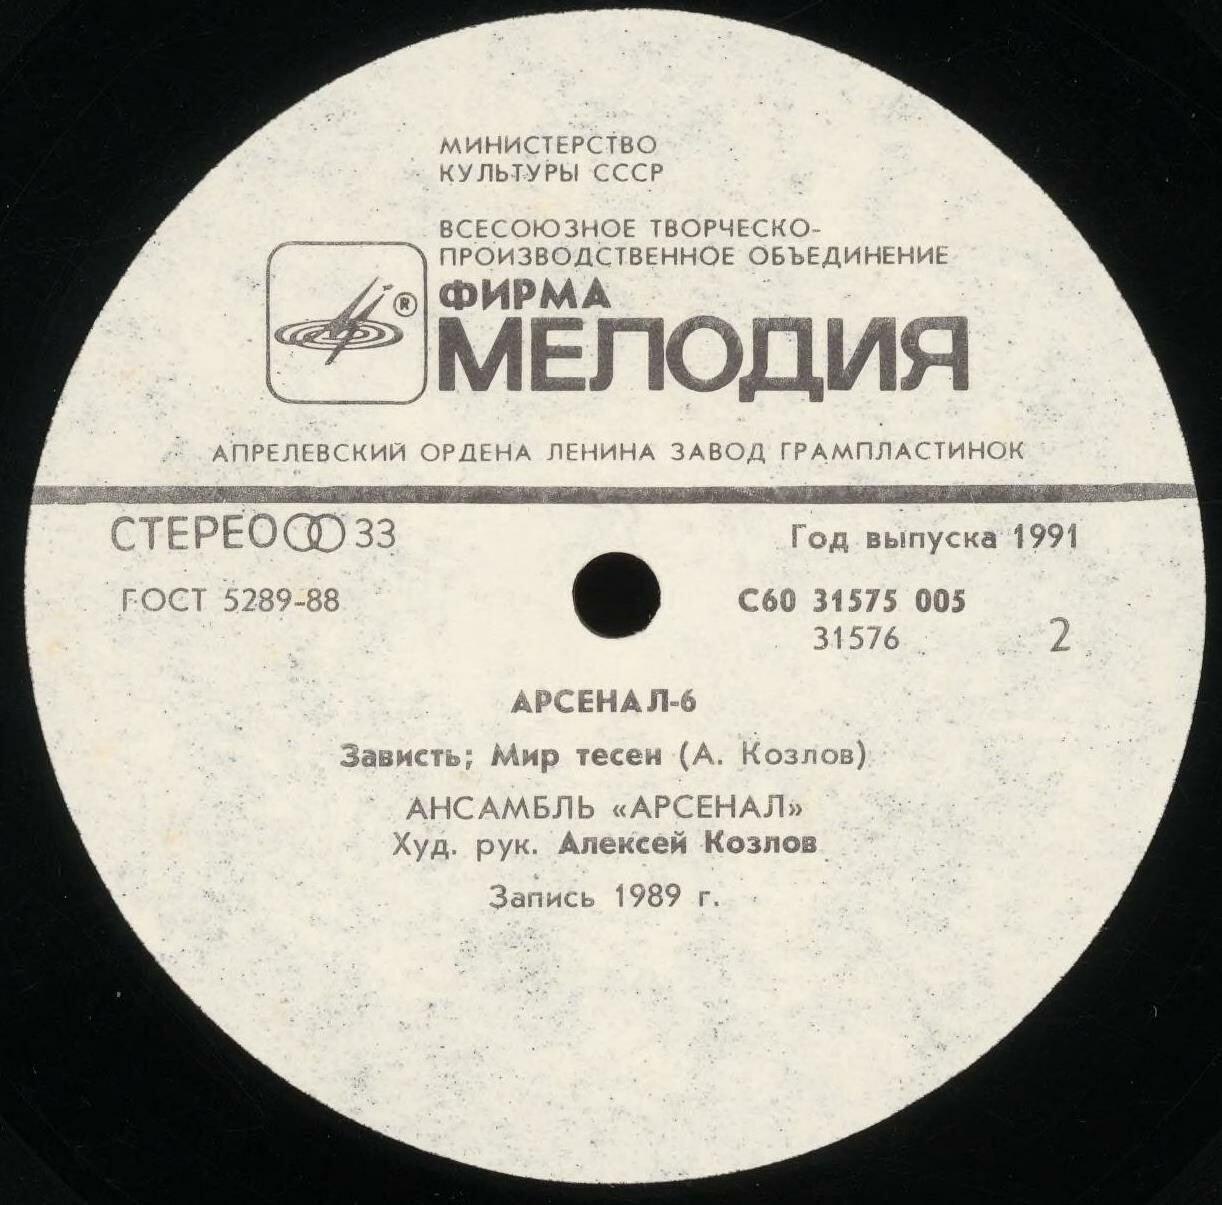 МИНИСТЕРСТВО
КУЛЬТУРЫ СССР
ВСЕСОЮЗНОЕ ТВОРЧЕСКО-
ПРОИЗВОДСТВЕННОЕ ОБЪЕДИНЕНИЕ
ФИРМА
®
МЕЛОДИЯ
АПРЕЛЕВСКИЙ ОРДЕНА ЛЕНИНА ЗАВОД ГРАМПЛАСТИНОК
СТЕРЕО 33
Год выпуска 1991
ГОСТ 5289-88
С60 31575 005
31576
2
АРСЕНАЛ-6
Зависть; Мир тесен (А. Козлов)
АНСАМБЛЬ «АРСЕНАЛ»
Худ. рук. Алексей Козлов
Запись 1989 г.